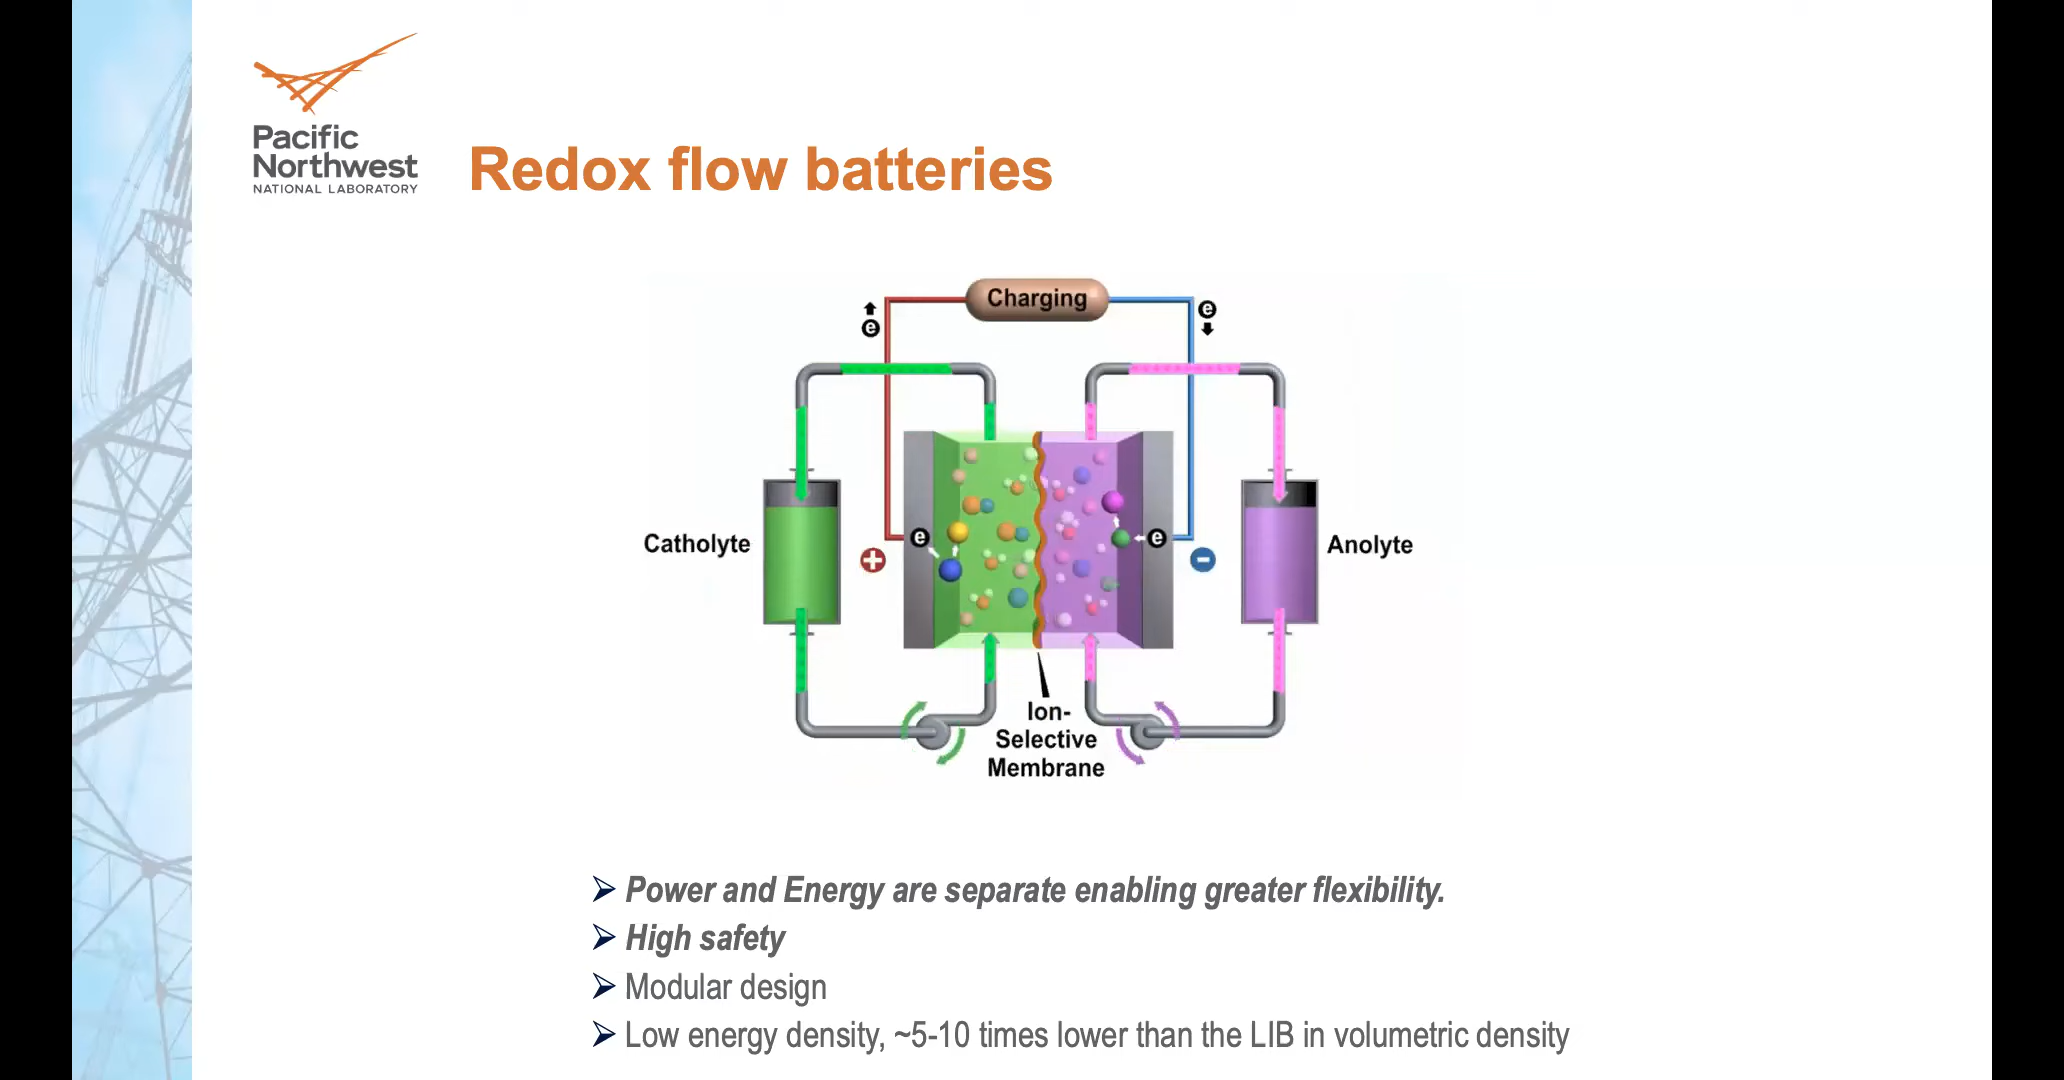 Pacific
Northwest
NATIONAL LABORATORY
Redox flow batteries
Charging
e
e
Catholyte
e
e
Anolyte
+
-
Ion-
Selective
Membrane
➢ Power and Energy are separate enabling greater flexibility.
➢ High safety
➢ Modular design
➢ Low energy density, ~5-10 times lower than the LIB in volumetric density